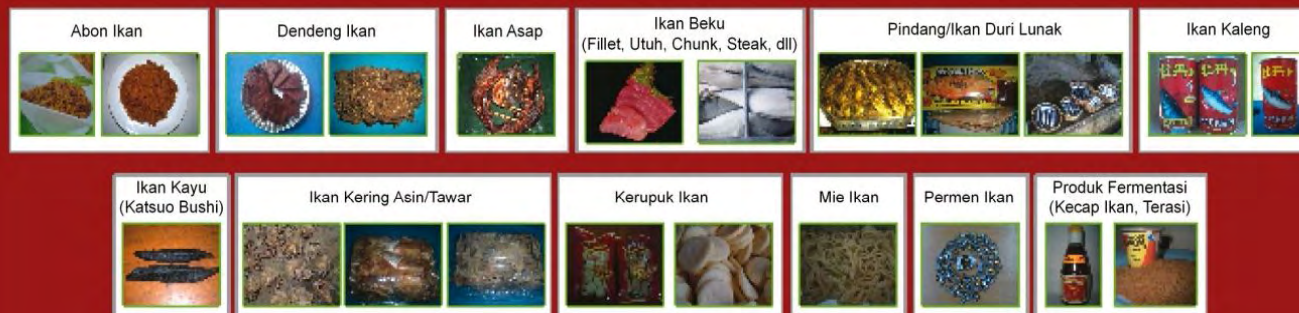 Abon Ikan
Dendeng Ikan
Ikan Asap
Ikan Beku
(Fillet, Utuh, Chunk, Steak, dll)
Pindang/Ikan Duri Lunak
Ikan Kaleng
Ikan Kayu
(Katsuo Bushi)
Ikan Kering Asin/Tawar
Kerupuk Ikan
Mie Ikan
Permen Ikan
Produk Fermentasi
(Kecap Ikan, Terasi)